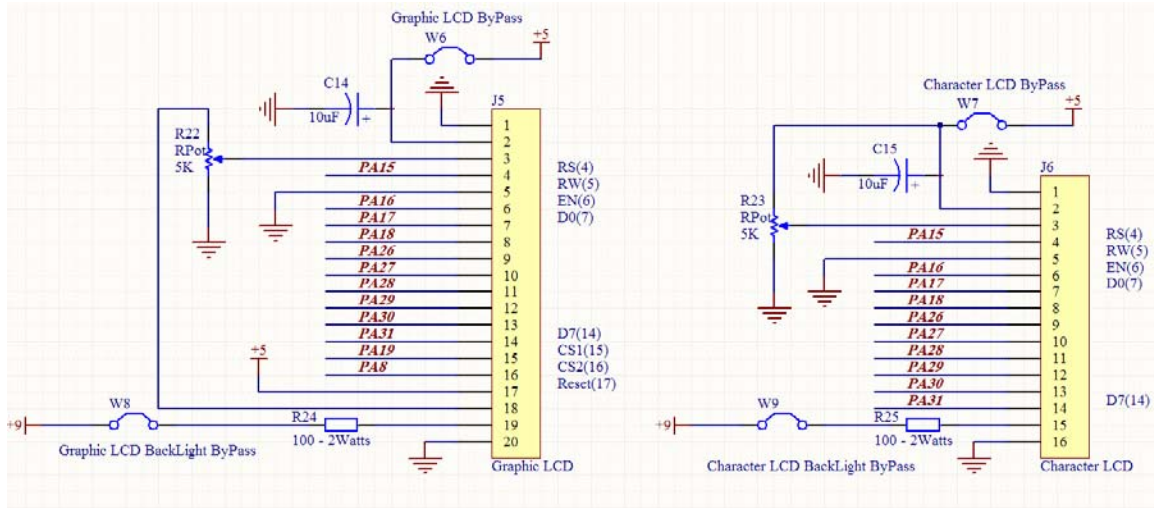 Graphic LCD ByPass
W6
+5
C14
10uF
+
J5
R22
RPot
5K
1
2
3
PA15
4
RS(4)
5
RW(5)
PA16
6
EN(6)
PA17
7
D0(7)
PA18
8
PA26
9
PA27
10
PA28
11
PA29
12
PA30
13
PA31
14
D7(14)
PA19
15
CS1(15)
PA8
16
CS2(16)
+5
17
Reset(17)
18
+9
W8
R24
19
100 - 2Watts
20
Graphic LCD BackLight ByPass
Graphic LCD
Character LCD ByPass
W7
+5
C15
10uF
+
J6
R23
RPot
5K
1
2
3
PA15
4
RS(4)
5
RW(5)
PA16
6
EN(6)
PA17
7
D0(7)
PA18
8
PA26
9
PA27
10
PA28
11
PA29
12
PA30
13
PA31
14
D7(14)
+9
W9
R25
15
100 - 2Watts
16
Character LCD BackLight ByPass
Character LCD